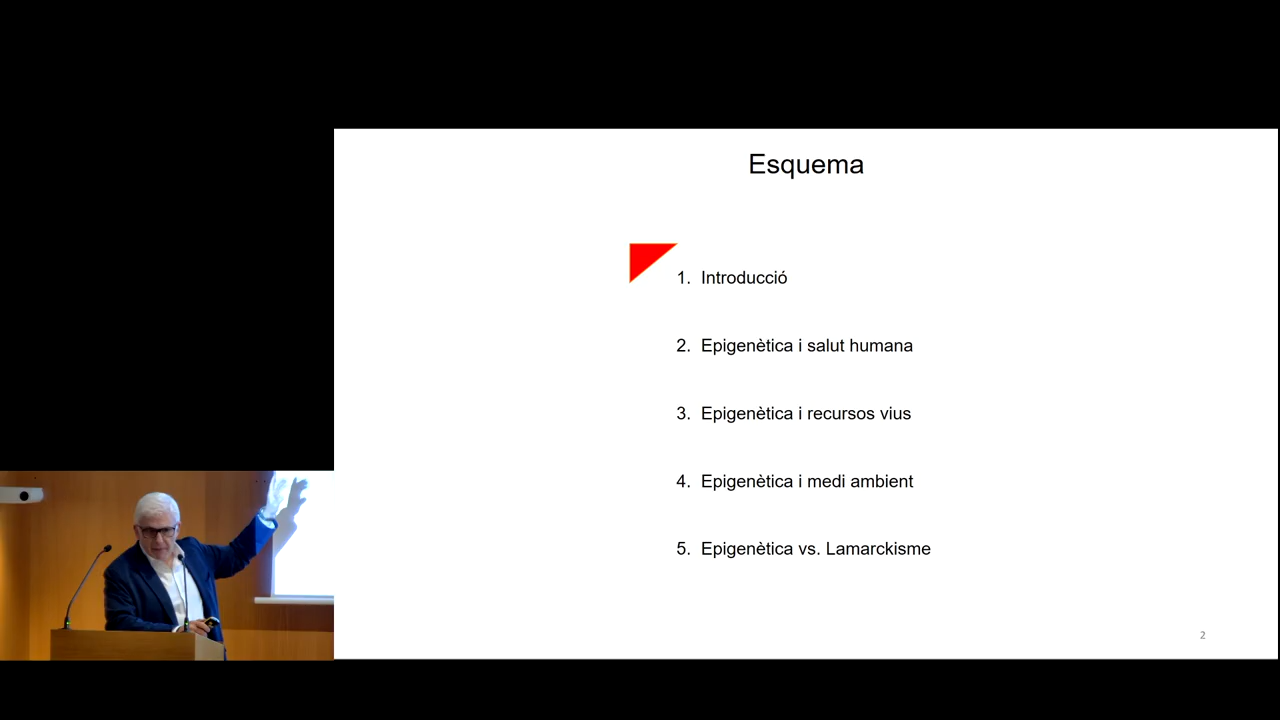 Esquema
1. Introducció
2. Epigenètica i salut humana
3. Epigenètica i recursos vius
4. Epigenètica i medi ambient
5. Epigenètica vs. Lamarckisme
2